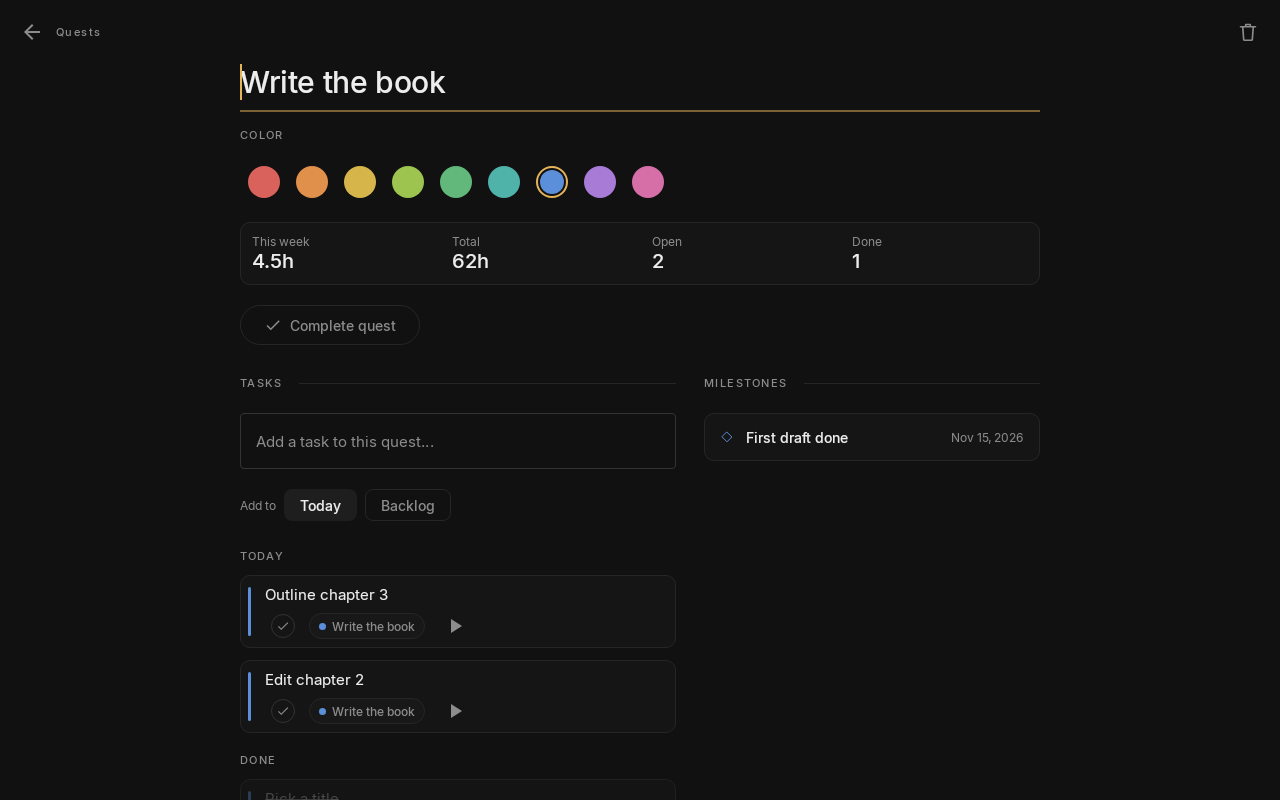 Quests
Write the book
COLOR
This week
4.5h
Total
62h
Open
2
Done
1
Complete quest
TASKS
Add a task to this quest...
Add to
Today
Backlog
TODAY
Outline chapter 3
Write the book
Edit chapter 2
Write the book
DONE
Pick a title
MILESTONES
First draft done
Nov 15, 2026